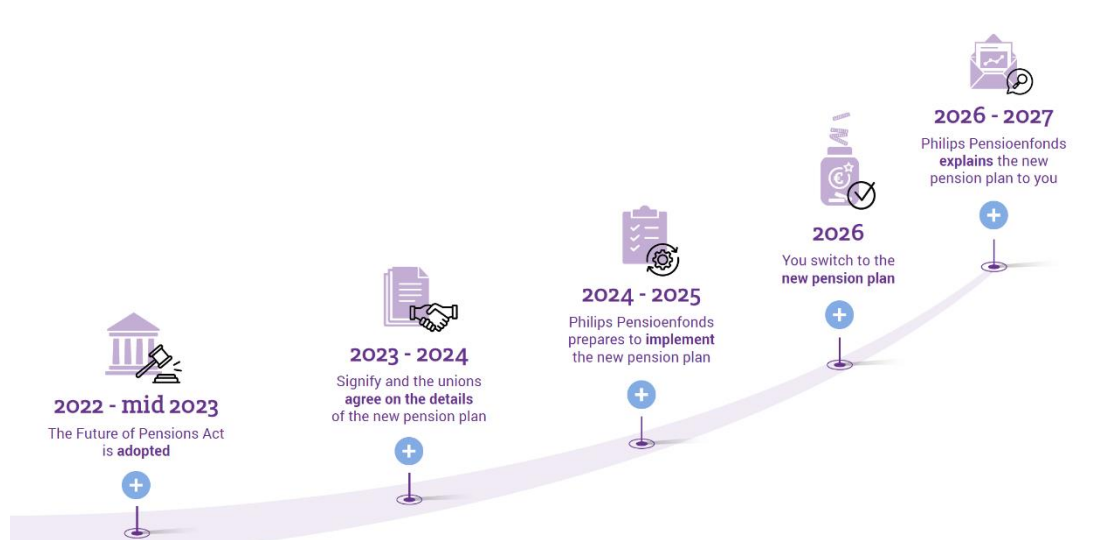 2022 - mid 2023
The Future of Pensions Act
is adopted
2023 - 2024
Signify and the unions
agree on the details
of the new pension plan
2024 - 2025
Philips Pensioenfonds
prepares to implement
the new pension plan
2026
You switch to the
new pension plan
2026 - 2027
Philips Pensioenfonds
explains the new
pension plan to you